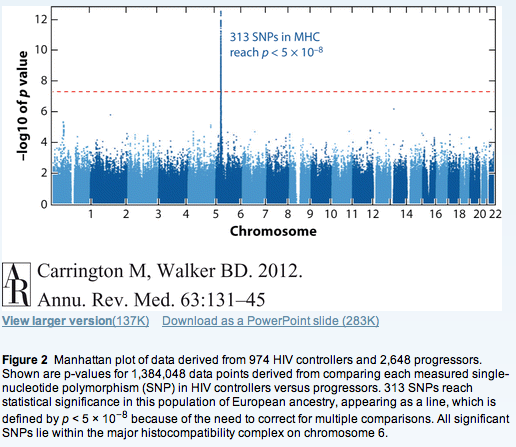 12
10
8
6
4
2
0
–log10 of p value
313 SNPs in MHC
reach p < 5 × 10⁻⁸
1 2 3 4 5 6 7 8 9 10 11 12 14 16 18 20 22
Chromosome
AR
Carrington M, Walker BD. 2012.
Annu. Rev. Med. 63:131–45
View larger version(137K) Download as a PowerPoint slide (283K)
Figure 2 Manhattan plot of data derived from 974 HIV controllers and 2,648 progressors.
Shown are p-values for 1,384,048 data points derived from comparing each measured single-
nucleotide polymorphism (SNP) in HIV controllers versus progressors. 313 SNPs reach
statistical significance in this population of European ancestry, appearing as a line, which is
defined by p < 5 × 10⁻⁸ because of the need to correct for multiple comparisons. All significant
SNPs lie within the major histocompatibility complex on chromosome 6.